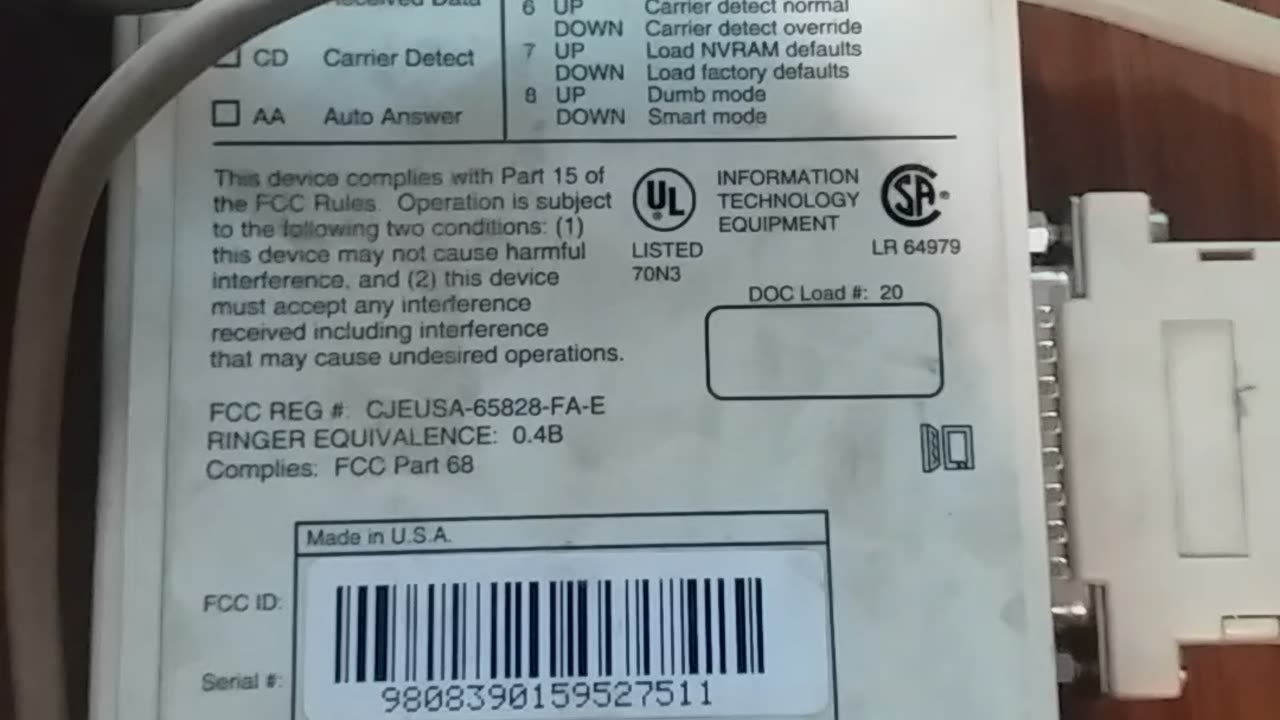 Received Data
CD Carrier Detect
AA Auto Answer
6 UP Carrier detect normal
DOWN Carrier detect override
7 UP Load NVRAM defaults
DOWN Load factory defaults
8 UP Dumb mode
DOWN Smart mode
This device complies with Part 15 of
the FCC Rules. Operation is subject
to the following two conditions: (1)
this device may not cause harmful
interference, and (2) this device
must accept any interference
received including interference
that may cause undesired operations.
UL
LISTED
70N3
INFORMATION
TECHNOLOGY
EQUIPMENT
SA
LR 64979
DOC Load #: 20
FCC REG #: CJEUSA-65828-FA-E
RINGER EQUIVALENCE: 0.4B
Complies: FCC Part 68
Made in U.S.A.
FCC ID:
Serial #:
9808390159527511